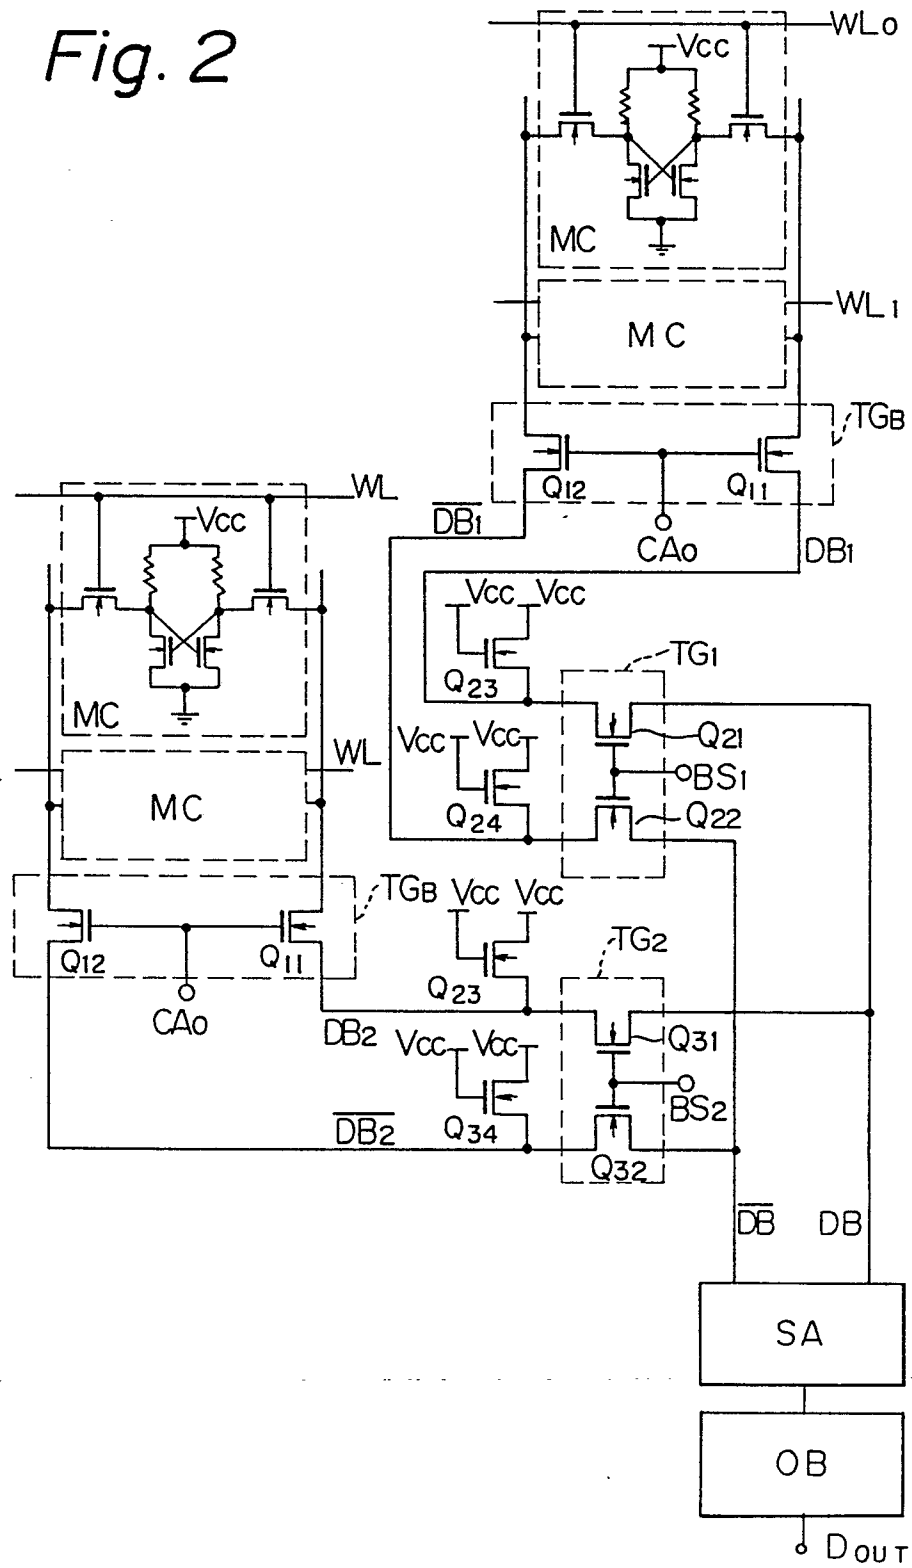 Fig. 2
WL0
Vcc
MC
WL1
MC
TGB
Q12
Q11
DB1
CA0
DB1
WL
Vcc
MC
WL
MC
TGB
Q12
Q11
CA0
DB2
DB2
Vcc
Vcc
Q23
TG1
Q21
Vcc
Vcc
BS1
Q24
Q22
Vcc
Vcc
TG2
Q23
Q31
Vcc
Vcc
BS2
Q34
Q32
DB
DB
SA
OB
DOUT